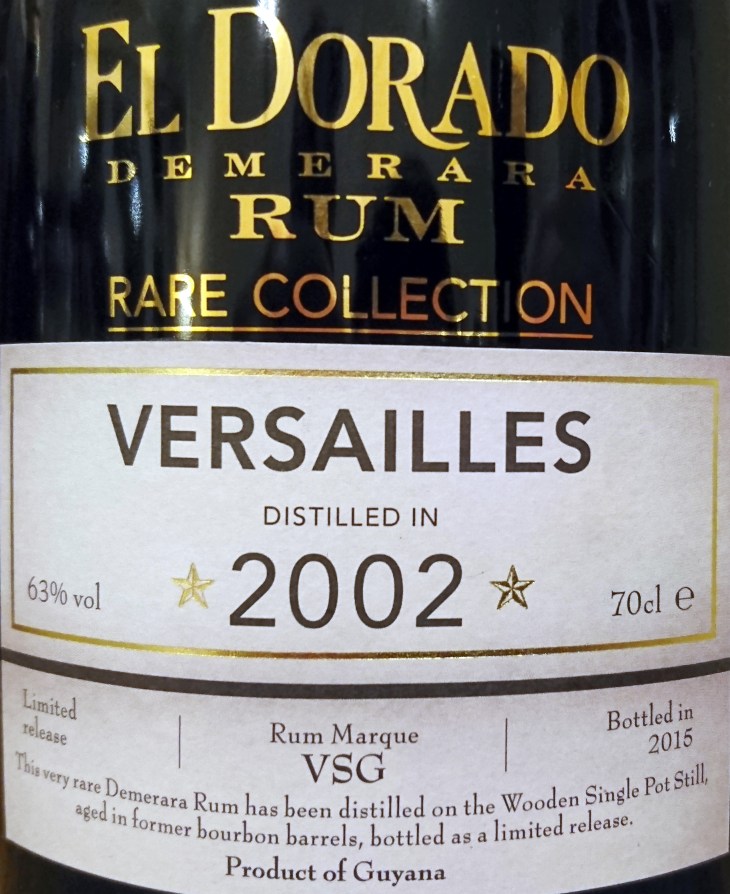 EL DORADO
DEMERARA
RUM
RARE COLLECTION
VERSAILLES
DISTILLED IN
2002
63% vol
70cl e
Limited
release
Rum Marque
VSG
Bottled in
2015
This very rare Demerara Rum has been distilled on the Wooden Single Pot Still,
aged in former bourbon barrels, bottled as a limited release.
Product of Guyana